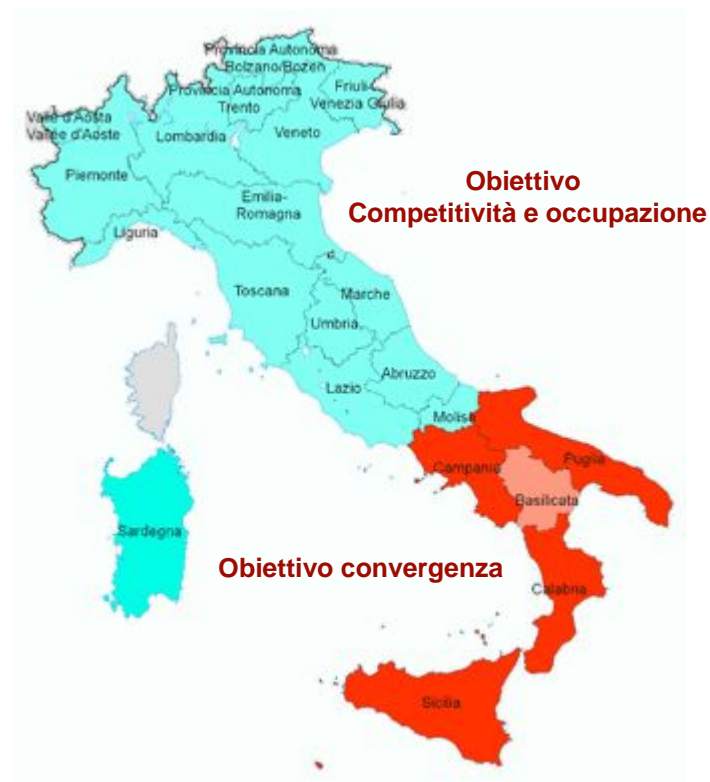 Provincia Autonoma
Bolzano/Bozen
Provincia Autonoma
Trento
Friuli-
Venezia Giulia
Valle d'Aosta
Vallée d'Aoste
Lombardia
Veneto
Piemonte
Obiettivo
Competitività e occupazione
Emilia-
Romagna
Liguria
Toscana
Marche
Umbria
Abruzzo
Lazio
Molise
Campania
Puglia
Basilicata
Sardegna
Obiettivo convergenza
Calabria
Sicilia